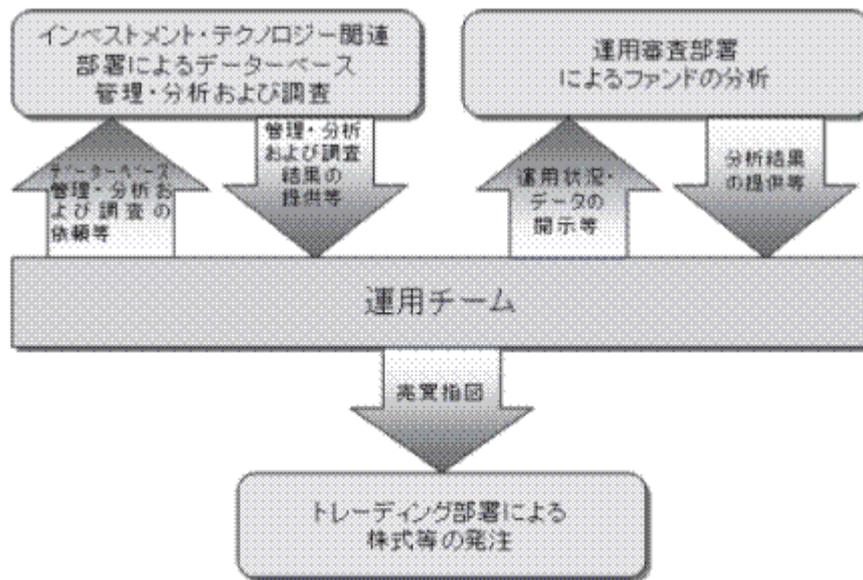 インベストメント・テクノロジー関連
部署によるデーターベース
管理・分析および調査
運用審査部署
によるファンドの分析
データーベース
管理・分析お
よび調査の
依頼等
管理・分析
および調査
結果の
提供等
運用状況・
データの
開示等
分析結果
の提供等
運用チーム
売買指図
トレーディング部署による
株式等の発注